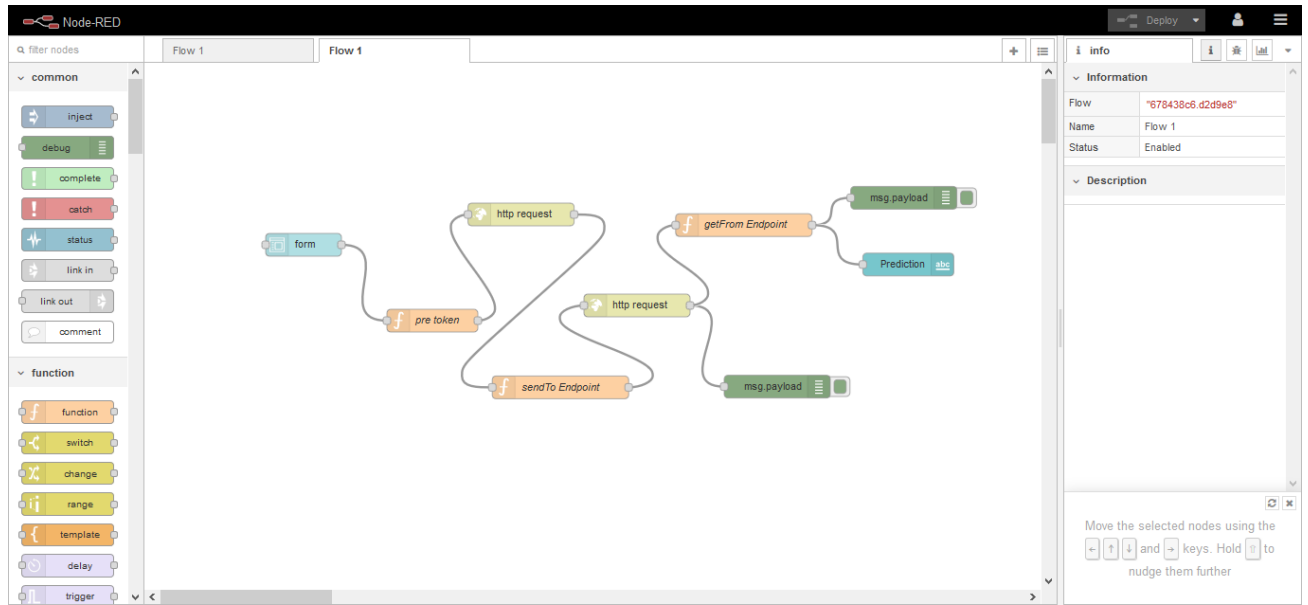 Node-RED
Deploy
filter nodes
Flow 1
Flow 1
i info
common
inject
debug
complete
catch
status
link in
link out
comment
function
function
switch
change
range
template
delay
trigger
form
pre token
http request
sendTo Endpoint
http request
getFrom Endpoint
msg.payload
Prediction abc
msg.payload
Information
Flow "678438c6.d2d9e8"
Name Flow 1
Status Enabled
Description
Move the selected nodes using the
← ↑ ↓ and → keys. Hold ⇧ to
nudge them further